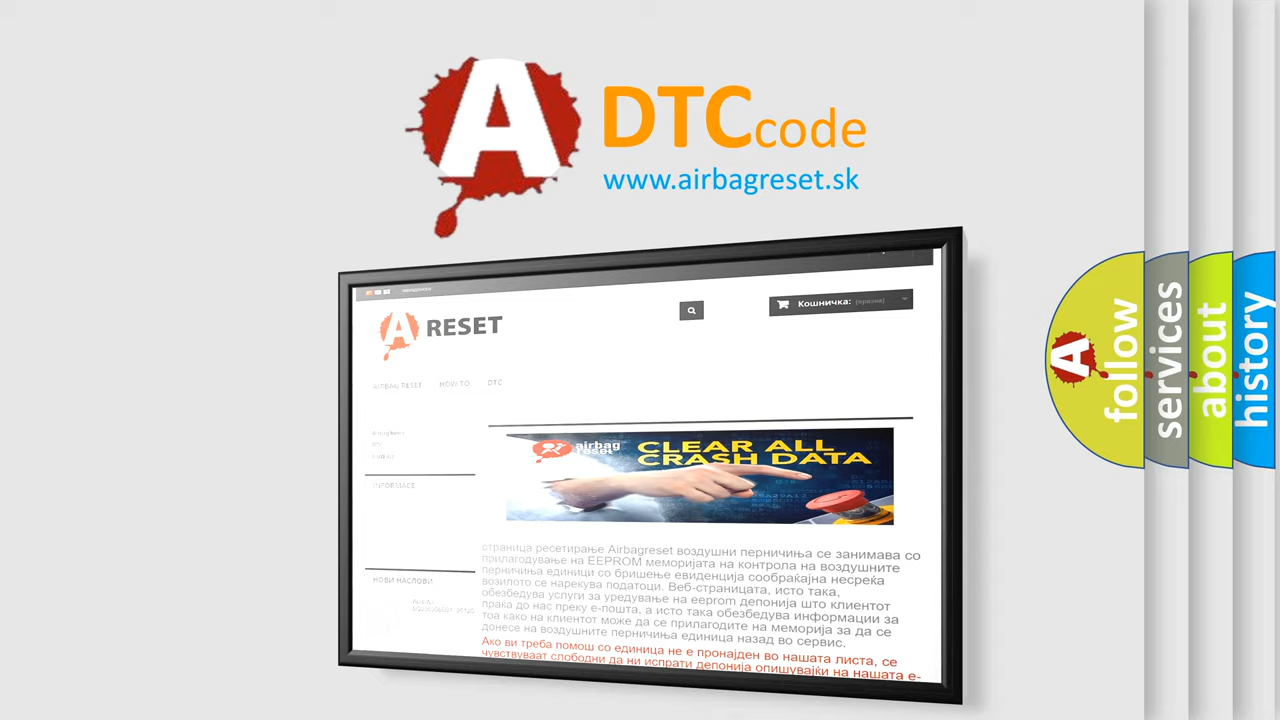 A DTCcode
www.airbagreset.sk
Кошничка: (празни)
A RESET
AIRBAG RESET HOW TO DTC
DTC
INFORMACE
airbag
reset
CLEAR ALL
CRASH DATA
НОВИ НАСЛОВИ
страница ресетирање Airbagreset воздушни перничиња се занимава со
прилагодување на EEPROM меморијата на контрола на воздушните
перничиња единици со бришење евиденција сообраќајна несреќа
возилото се нарекува податоци. Веб-страницата, исто така,
обезбедува услуги за уредување на eeprom депонија што клиентот
праќа до нас преку е-пошта, а исто така обезбедува информации за
тоа како на клиентот може да се прилагодите на меморија за да се
донесе на воздушните перничиња единица назад во сервис.
Ако ви треба помош со единица не е пронајден во нашата листа, се
чувствуваат слободни да ни испрати депонија опишувајќи на нашата е-
A follow
services
about
history